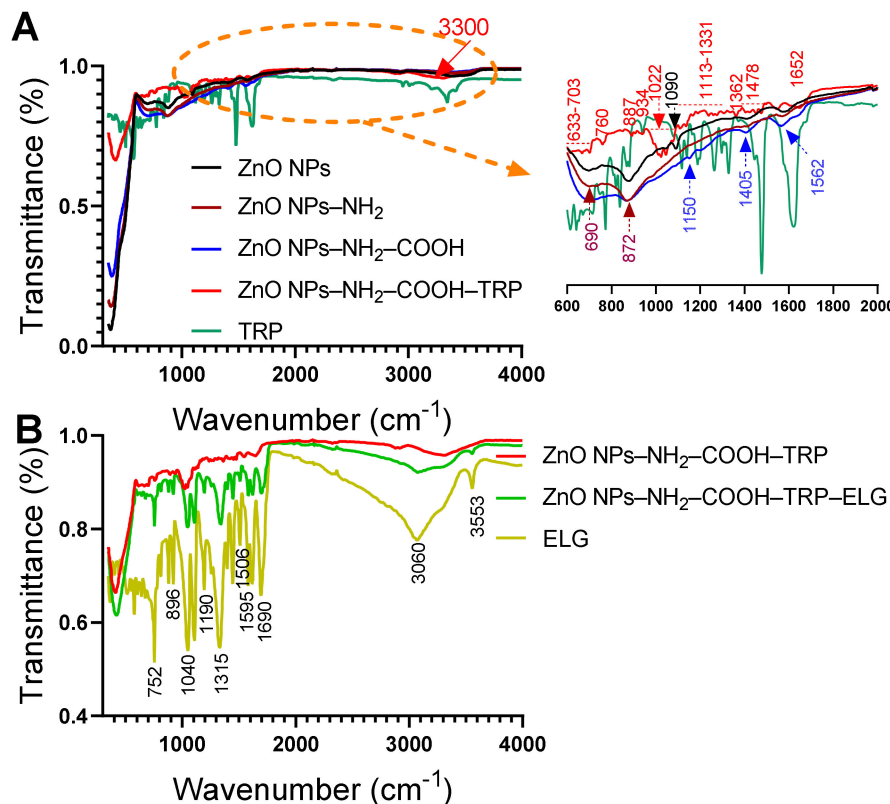 A
3300
1.0
0.5
0.0
Transmittance (%)
ZnO NPs
ZnO NPs–NH2
ZnO NPs–NH2–COOH
ZnO NPs–NH2–COOH–TRP
TRP
1000 2000 3000 4000
Wavenumber (cm-1)
633-703
760
887
934
1022
1090
1113-1331
1362
1478
1652
690
872
1150
1405
1562
600 800 1000 1200 1400 1600 1800 2000
B
1.0
0.8
0.6
0.4
Transmittance (%)
ZnO NPs–NH2–COOH–TRP
ZnO NPs–NH2–COOH–TRP–ELG
ELG
752
896
1040
1190
1315
1506
1595
1690
3060
3553
1000 2000 3000 4000
Wavenumber (cm-1)